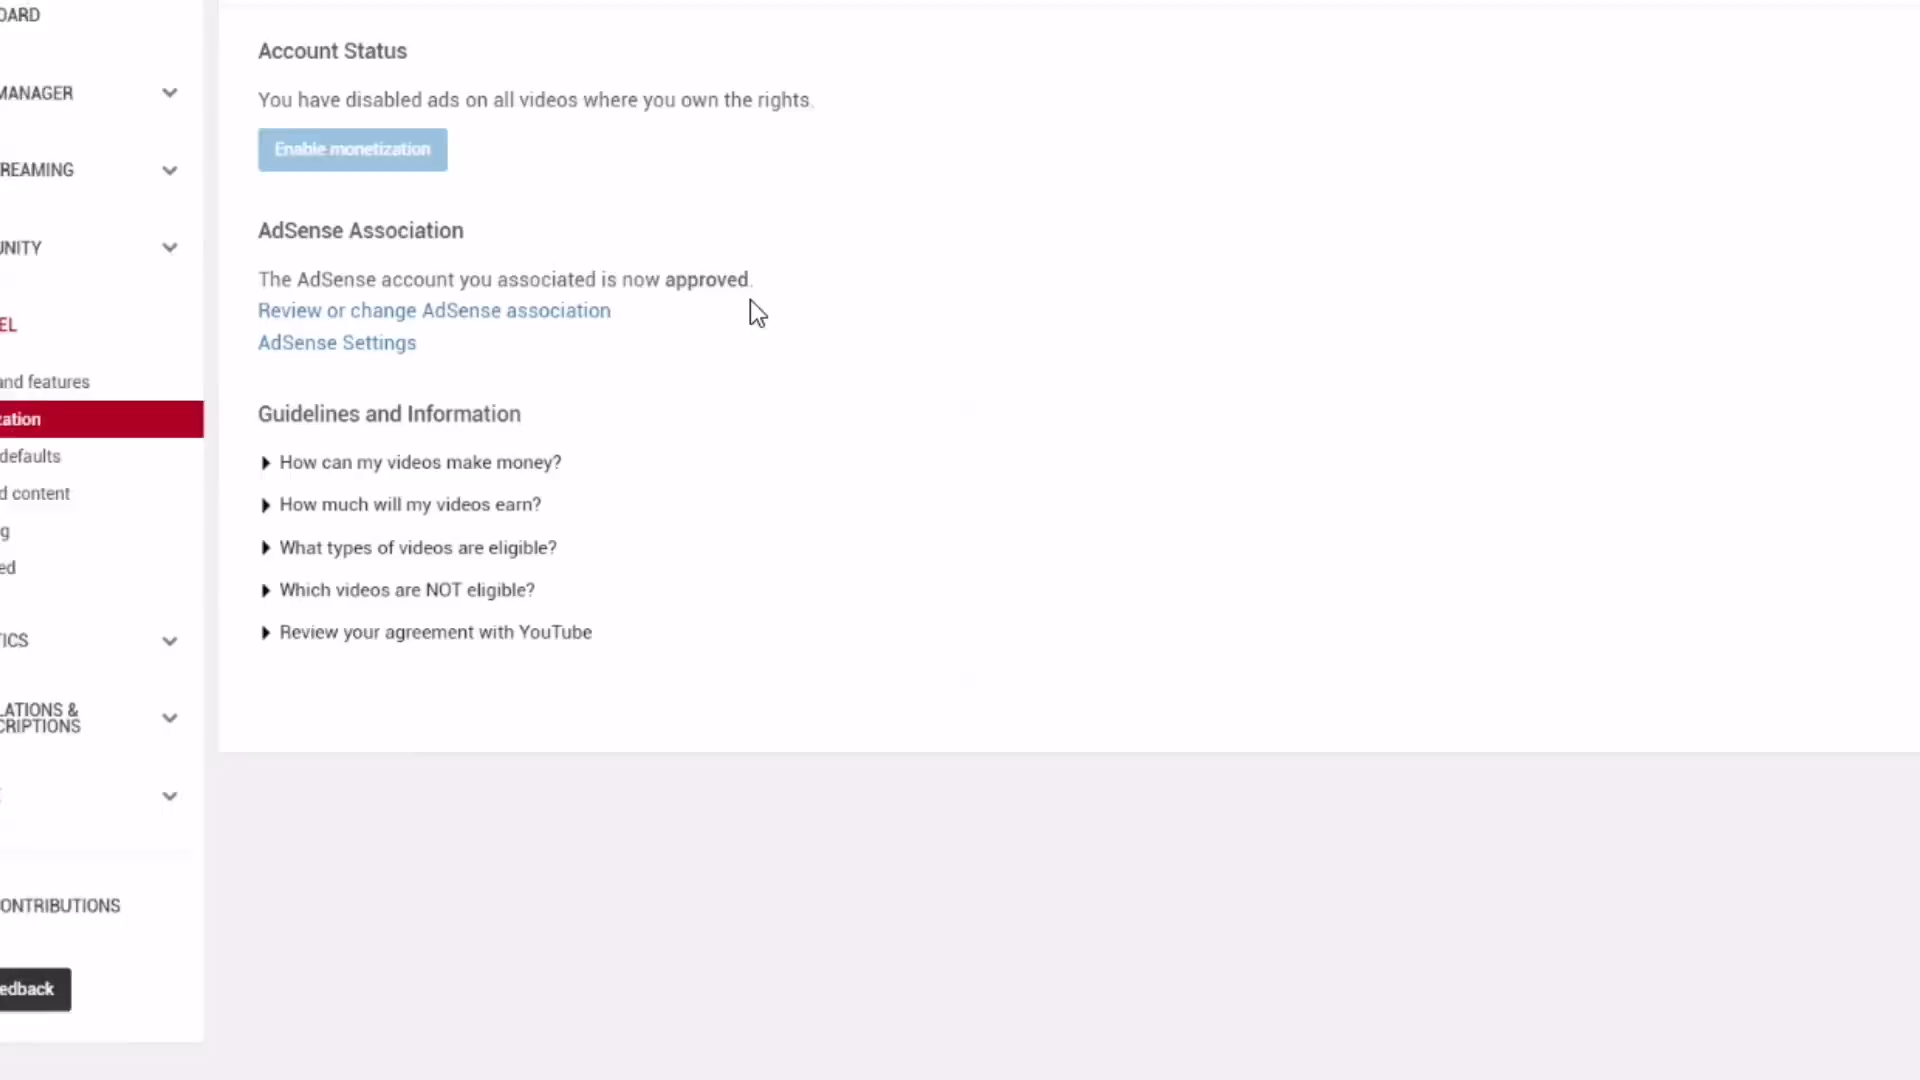 OARD
MANAGER
REAMING
UNITY
EL
and features
zation
defaults
d content
g
ed
TICS
LATIONS &
CRIPTIONS
ONTRIBUTIONS
edback
Account Status
You have disabled ads on all videos where you own the rights.
Enable monetization
AdSense Association
The AdSense account you associated is now approved.
Review or change AdSense association
AdSense Settings
Guidelines and Information
How can my videos make money?
How much will my videos earn?
What types of videos are eligible?
Which videos are NOT eligible?
Review your agreement with YouTube